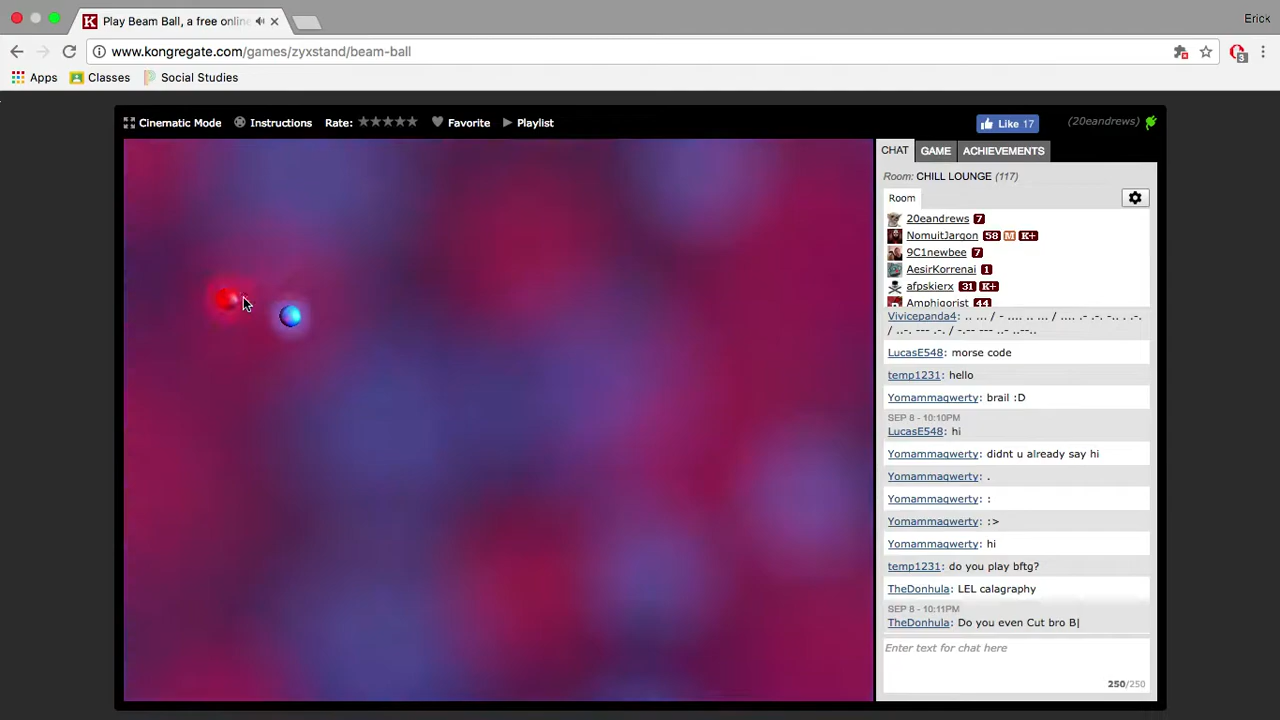 Play Beam Ball, a free online
Erick
www.kongregate.com/games/zyxstand/beam-ball
3
Apps Classes Social Studies
Cinematic Mode Instructions Rate: Favorite Playlist Like 17 (20eandrews)
CHAT GAME ACHIEVEMENTS
Room: CHILL LOUNGE (117)
Room
20eandrews 7
NomuitJargon 58 M K+
9C1newbee 7
AesirKorrenai 1
afpskierx 31 K+
Amphigorist 44
LucasE548: morse code
temp1231: hello
Yomammaqwerty: brail :D
SEP 8 - 10:10PM
LucasE548: hi
Yomammaqwerty: didnt u already say hi
Yomammaqwerty: .
Yomammaqwerty: :
Yomammaqwerty: :>
Yomammaqwerty: hi
temp1231: do you play bftg?
TheDonhula: LEL calagraphy
SEP 8 - 10:11PM
TheDonhula: Do you even Cut bro B|
Enter text for chat here
250/250